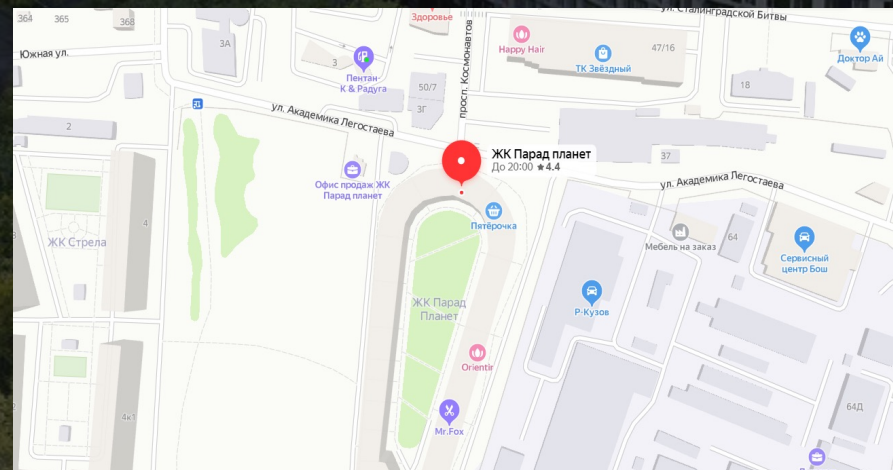 364
365
368
Здоровье
ул. Сталинградской Битвы
Южная ул.
3А
Happy Hair
47/16
ТК Звёздный
Доктор Ай
3
Пентан-
К & Радуга
50/7
3Г
просп. Космонавтов
18
2
ул. Академика Легостаева
ЖК Парад планет
До 20:00 ★4.4
37
Офис продаж ЖК
Парад планет
ул. Академика Легостаева
Пятёрочка
4
ЖК Стрела
Мебель на заказ
64
Сервисный
центр Бош
3
ЖК Парад
Планет
Р-Кузов
Orientir
4к1
Mr.Fox
64Д